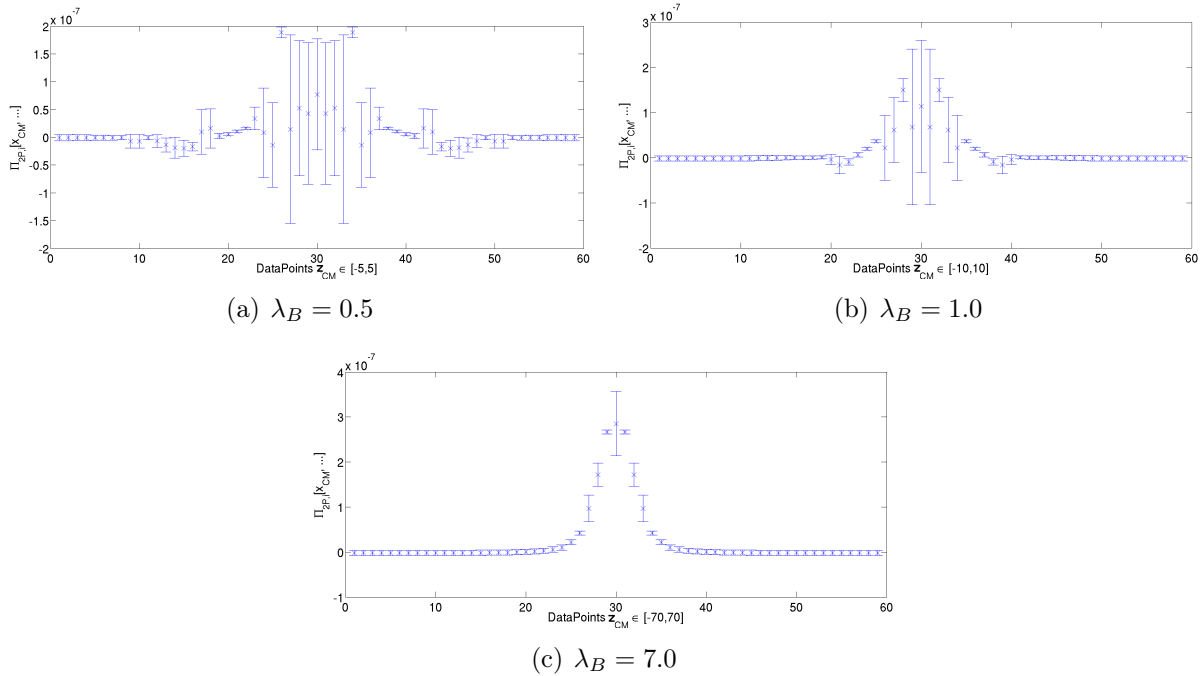 x 10⁻⁷
2
1.5
1
0.5
0
-0.5
-1
-1.5
-2
Π_2P,I[x_CM, ...]
10 20 30 40 50 60
DataPoints z_CM ∈ [-5,5]
(a) λ_B = 0.5
x 10⁻⁷
3
2
1
0
-1
-2
Π_2P,I[x_CM, ...]
0 10 20 30 40 50 60
DataPoints z_CM ∈ [-10,10]
(b) λ_B = 1.0
x 10⁻⁷
4
3
2
1
0
-1
Π_2P,I[x_CM, ...]
0 10 20 30 40 50 60
DataPoints z_CM ∈ [-70,70]
(c) λ_B = 7.0